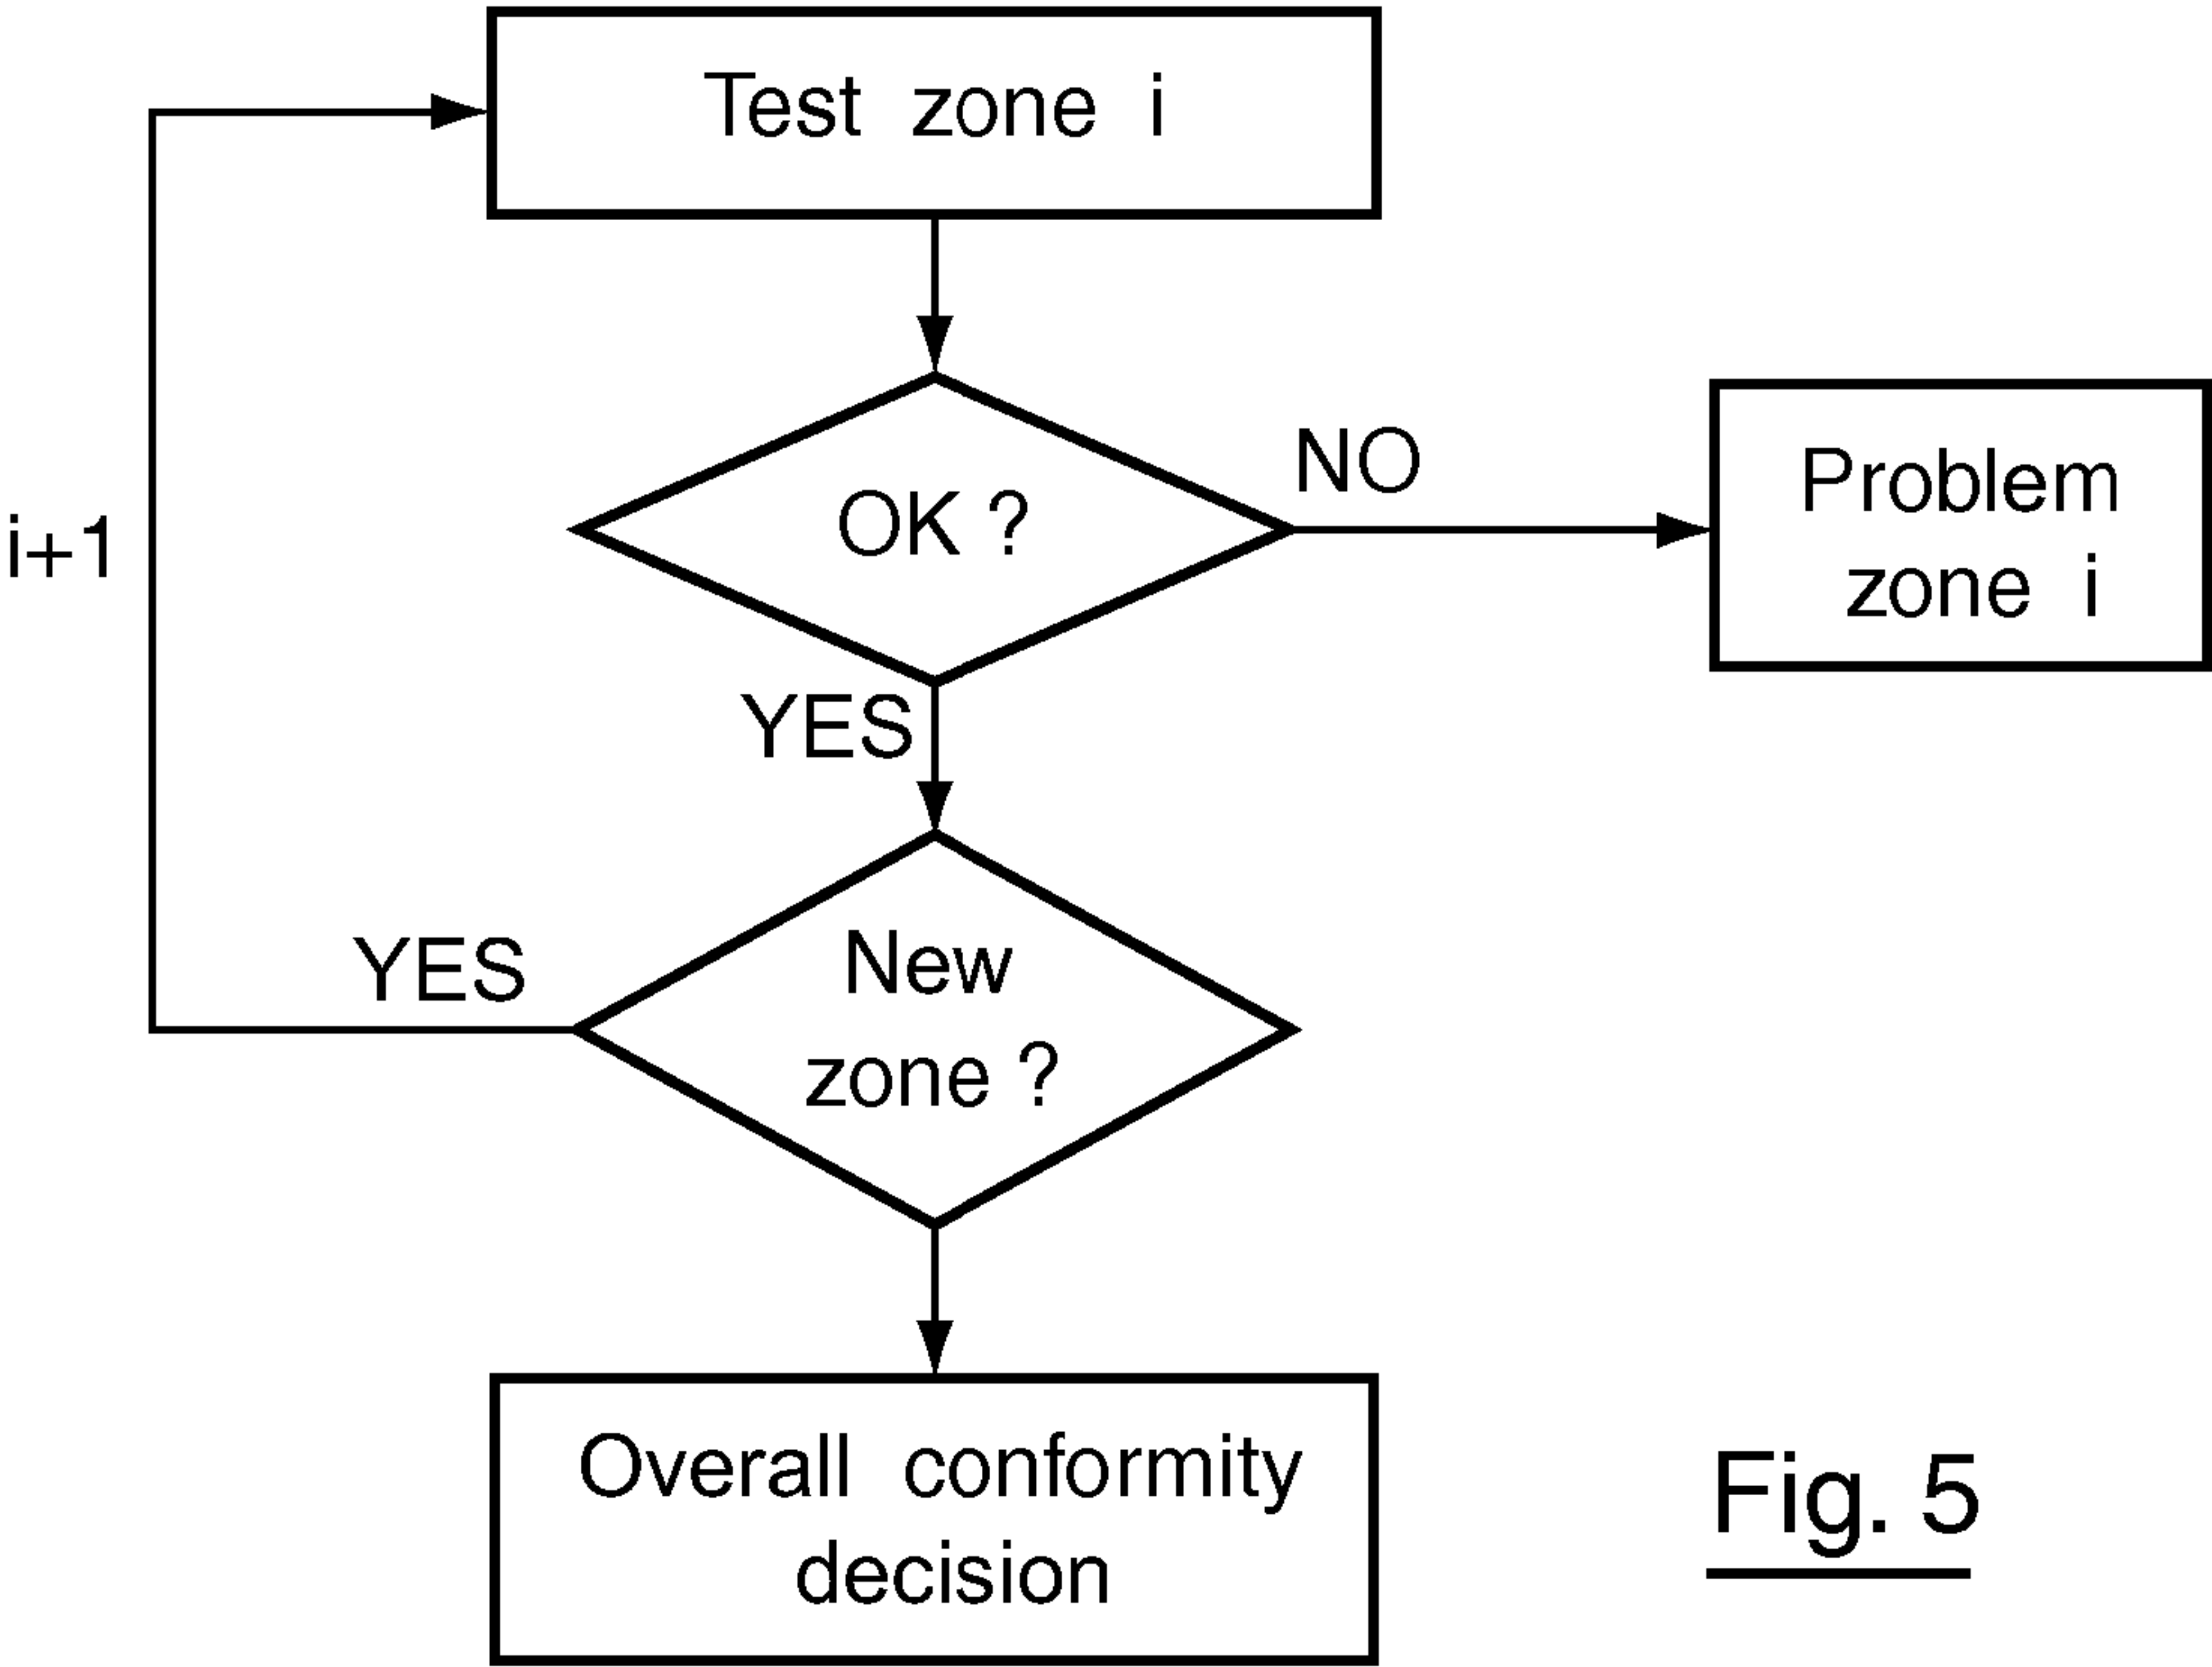 Test zone i
OK ?
NO
Problem
zone i
i+1
YES
New
zone ?
YES
Overall conformity
decision
Fig. 5